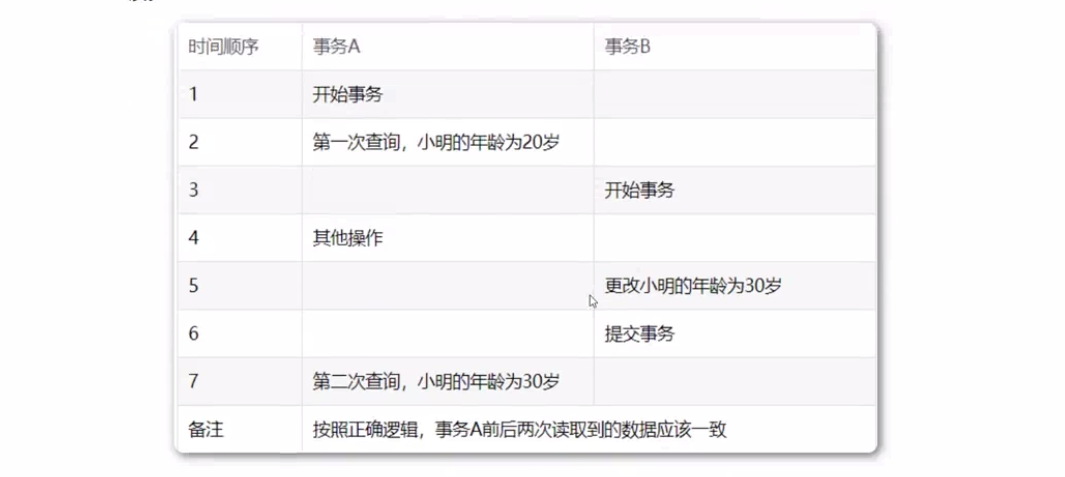 时间顺序 事务A 事务B
1 开始事务
2 第一次查询，小明的年龄为20岁
3 开始事务
4 其他操作
5 更改小明的年龄为30岁
6 提交事务
7 第二次查询，小明的年龄为30岁
备注 按照正确逻辑，事务A前后两次读取到的数据应该一致